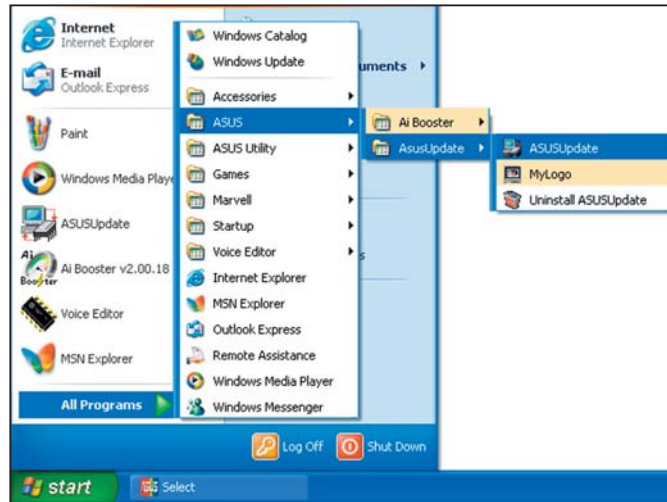 Internet
Internet Explorer
E-mail
Outlook Express
Paint
Windows Media Playe
ASUSUpdate
Ai Booster v2.00.18
Voice Editor
MSN Explorer
All Programs
Windows Catalog
Windows Update
Accessories
ASUS
ASUS Utility
Games
Marvell
Startup
Voice Editor
Internet Explorer
MSN Explorer
Outlook Express
Remote Assistance
Windows Media Player
Windows Messenger
uments
s
Ai Booster
AsusUpdate
ASUSUpdate
MyLogo
Uninstall ASUSUpdate
Log Off
Shut Down
start
Select